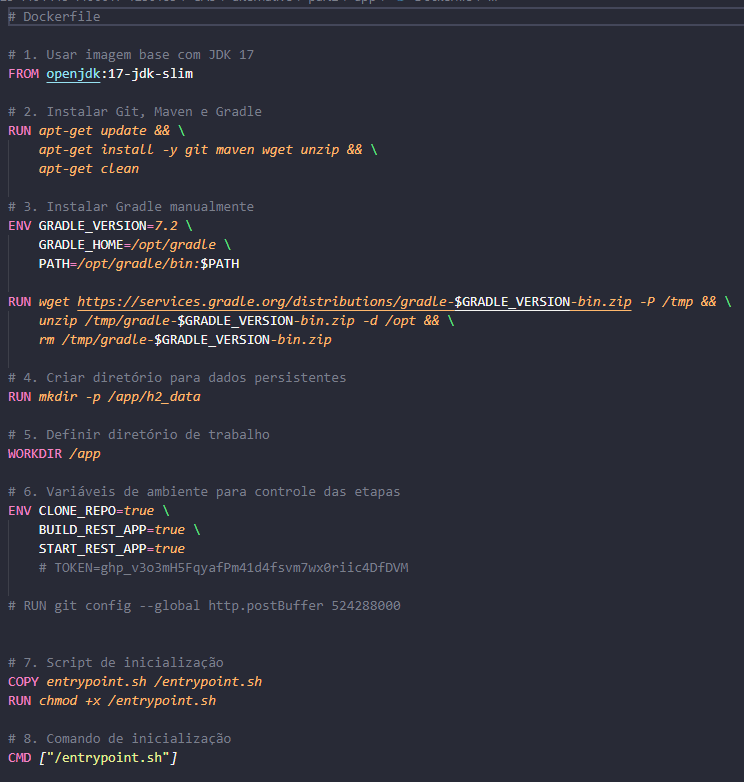 # Dockerfile
# 1. Usar imagem base com JDK 17
FROM openjdk:17-jdk-slim
# 2. Instalar Git, Maven e Gradle
RUN apt-get update && \
apt-get install -y git maven wget unzip && \
apt-get clean
# 3. Instalar Gradle manualmente
ENV GRADLE_VERSION=7.2 \
GRADLE_HOME=/opt/gradle \
PATH=/opt/gradle/bin:$PATH
RUN wget https://services.gradle.org/distributions/gradle-$GRADLE_VERSION-bin.zip -P /tmp && \
unzip /tmp/gradle-$GRADLE_VERSION-bin.zip -d /opt && \
rm /tmp/gradle-$GRADLE_VERSION-bin.zip
# 4. Criar diretório para dados persistentes
RUN mkdir -p /app/h2_data
# 5. Definir diretório de trabalho
WORKDIR /app
# 6. Variáveis de ambiente para controle das etapas
ENV CLONE_REPO=true \
BUILD_REST_APP=true \
START_REST_APP=true
# TOKEN=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
# RUN git config --global http.postBuffer 524288000
# 7. Script de inicialização
COPY entrypoint.sh /entrypoint.sh
RUN chmod +x /entrypoint.sh
# 8. Comando de inicialização
CMD ["/entrypoint.sh"]